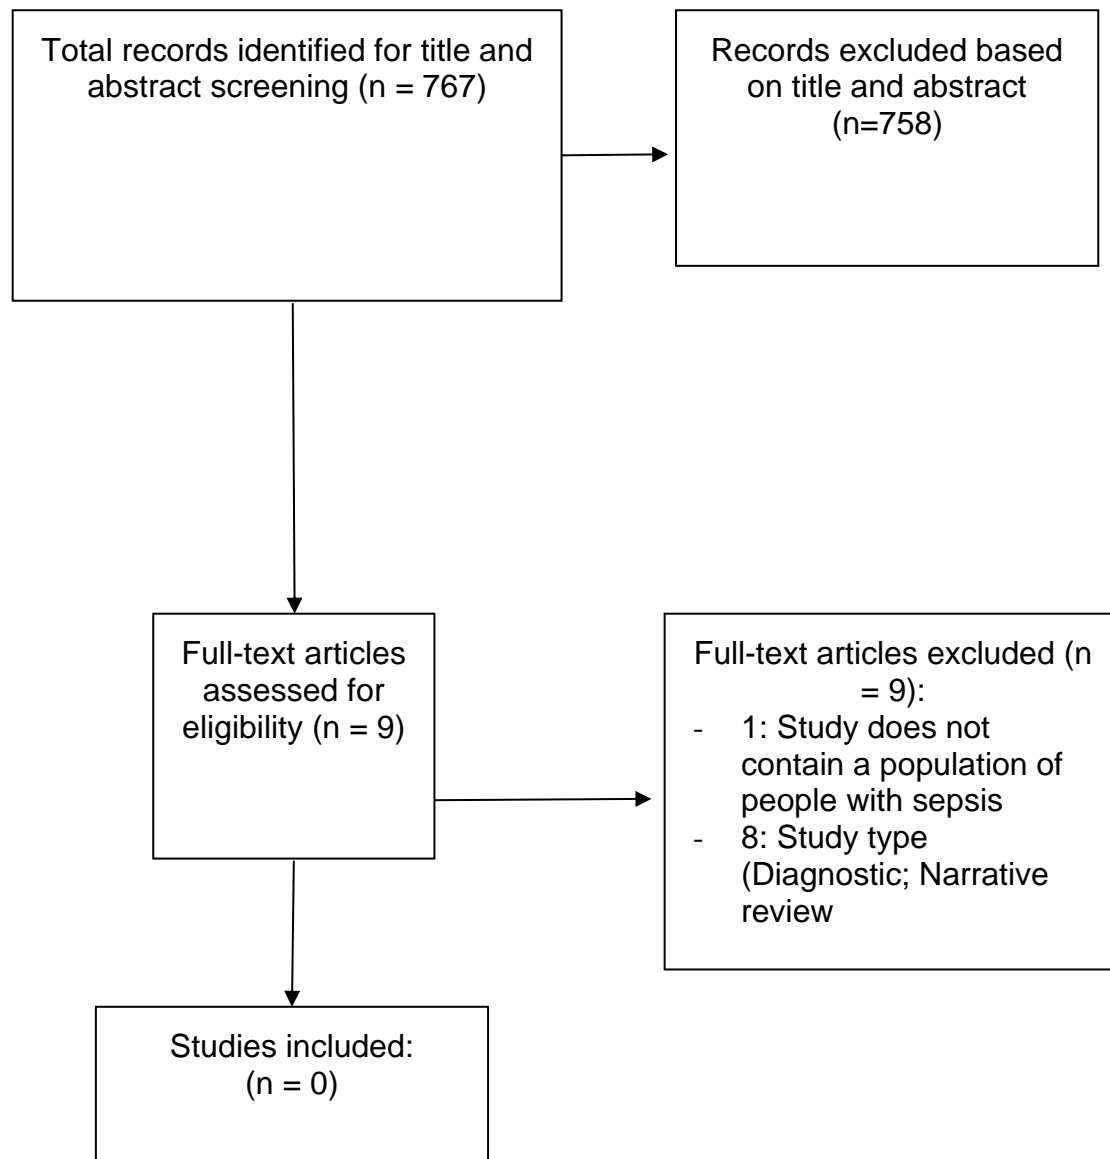 Total records identified for title and
abstract screening (n = 767)
Records excluded based
on title and abstract
(n=758)
Full-text articles
assessed for
eligibility (n = 9)
Full-text articles excluded (n
= 9):
- 1: Study does not
contain a population of
people with sepsis
- 8: Study type
(Diagnostic; Narrative
review
Studies included:
(n = 0)